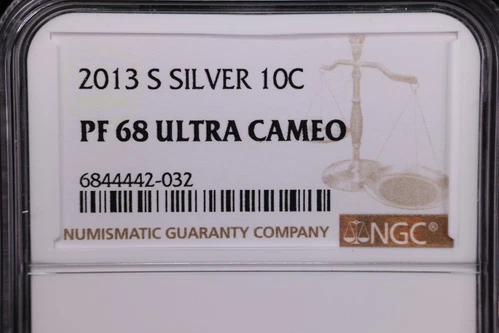 2013 S SILVER 10C
PF 68 ULTRA CAMEO
6844442-032
NUMISMATIC GUARANTY COMPANY
NGC®